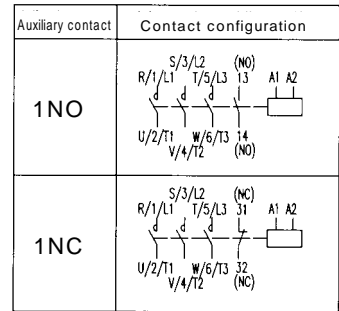 Auxiliary contact Contact configuration
1NO
S/3/L2 (NO)
R/1/L1 T/5/L3 13 A1 A2
U/2/T1 W/6/T3 14
V/4/T2 (NO)
1NC
S/3/L2 (NC)
R/1/L1 T/5/L3 31 A1 A2
U/2/T1 W/6/T3 32
V/4/T2 (NC)